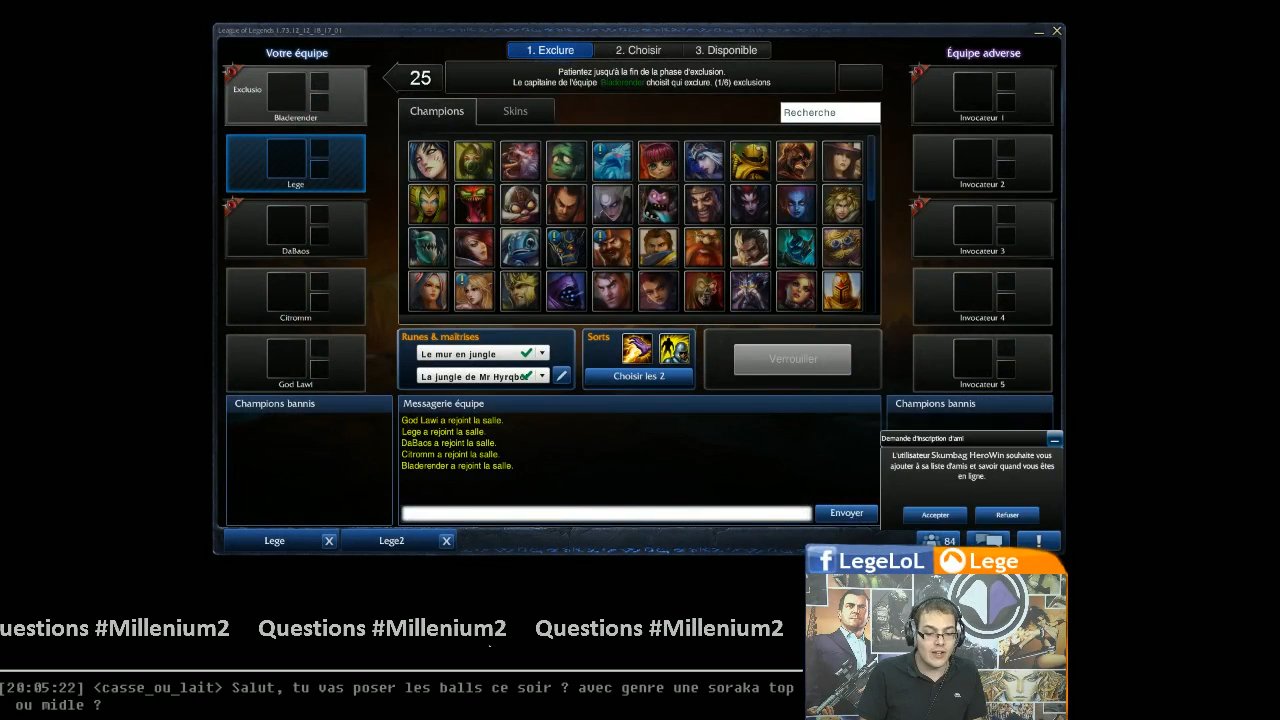 League of Legends 1.73.12_12_18_17_01
Votre équipe
1. Exclure
2. Choisir
3. Disponible
Équipe adverse
25
Patientez jusqu'à la fin de la phase d'exclusion.
Le capitaine de l'équipe Bladerender choisit qui exclure. (1/6) exclusions
Exclusio
Bladerender
Lege
DaBaos
Citromm
God Lawi
Champions
Skins
Recherche
Invocateur 1
Invocateur 2
Invocateur 3
Invocateur 4
Invocateur 5
Runes & maîtrises
Le mur en jungle
La jungle de Mr Hyrqb
Sorts
Choisir les 2
Verrouiller
Champions bannis
Messagerie équipe
God Lawi a rejoint la salle.
Lege a rejoint la salle.
DaBaos a rejoint la salle.
Citromm a rejoint la salle.
Bladerender a rejoint la salle.
Envoyer
Champions bannis
Demande d'inscription d'ami
L'utilisateur Skumbag HeroWin souhaite vous
ajouter à sa liste d'amis et savoir quand vous êtes
en ligne.
Accepter
Refuser
Lege
X
Lege2
X
84
!
f LegeLoL
Lege
uestions #Millenium2 Questions #Millenium2 Questions #Millenium2
[20:05:22] <casse_ou_lait> Salut, tu vas poser les balls ce soir ? avec genre une soraka top
ou midle ?